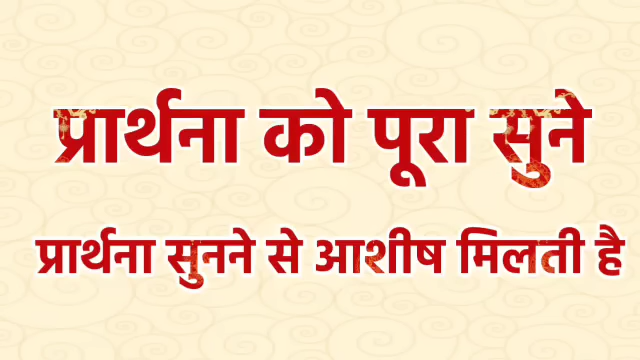 प्रार्थना को पूरा सुने
प्रार्थना सुनने से आशीष मिलती है